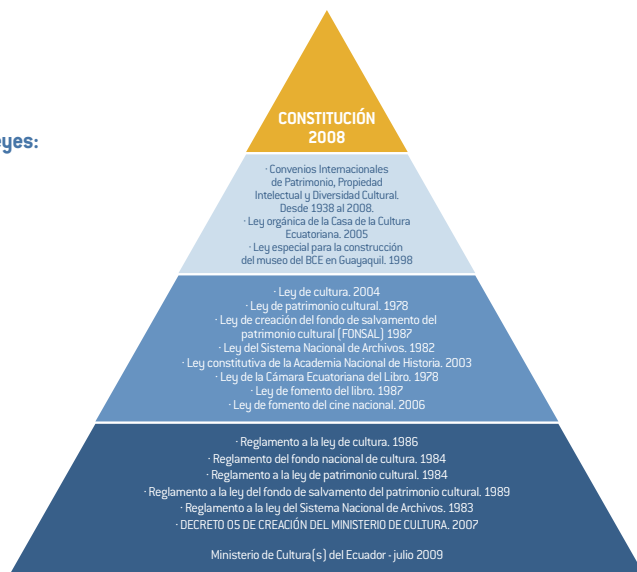 eyes:
CONSTITUCIÓN
2008
· Convenios Internacionales
de Patrimonio, Propiedad
Intelectual y Diversidad Cultural.
Desde 1938 al 2008.
· Ley orgánica de la Casa de la Cultura
Ecuatoriana. 2005
· Ley especial para la construcción
del museo del BCE en Guayaquil. 1998
· Ley de cultura. 2004
· Ley de patrimonio cultural. 1978
· Ley de creación del fondo de salvamento del
patrimonio cultural (FONSAL) 1987
· Ley del Sistema Nacional de Archivos. 1982
· Ley constitutiva de la Academia Nacional de Historia. 2003
· Ley de la Cámara Ecuatoriana del Libro. 1978
· Ley de fomento del libro. 1987
· Ley de fomento del cine nacional. 2006
· Reglamento a la ley de cultura. 1986
· Reglamento del fondo nacional de cultura. 1984
· Reglamento a la ley de patrimonio cultural. 1984
· Reglamento a la ley del fondo de salvamento del patrimonio cultural. 1989
· Reglamento a la ley del Sistema Nacional de Archivos. 1983
· DECRETO 05 DE CREACIÓN DEL MINISTERIO DE CULTURA. 2007
Ministerio de Cultura(s) del Ecuador - julio 2009